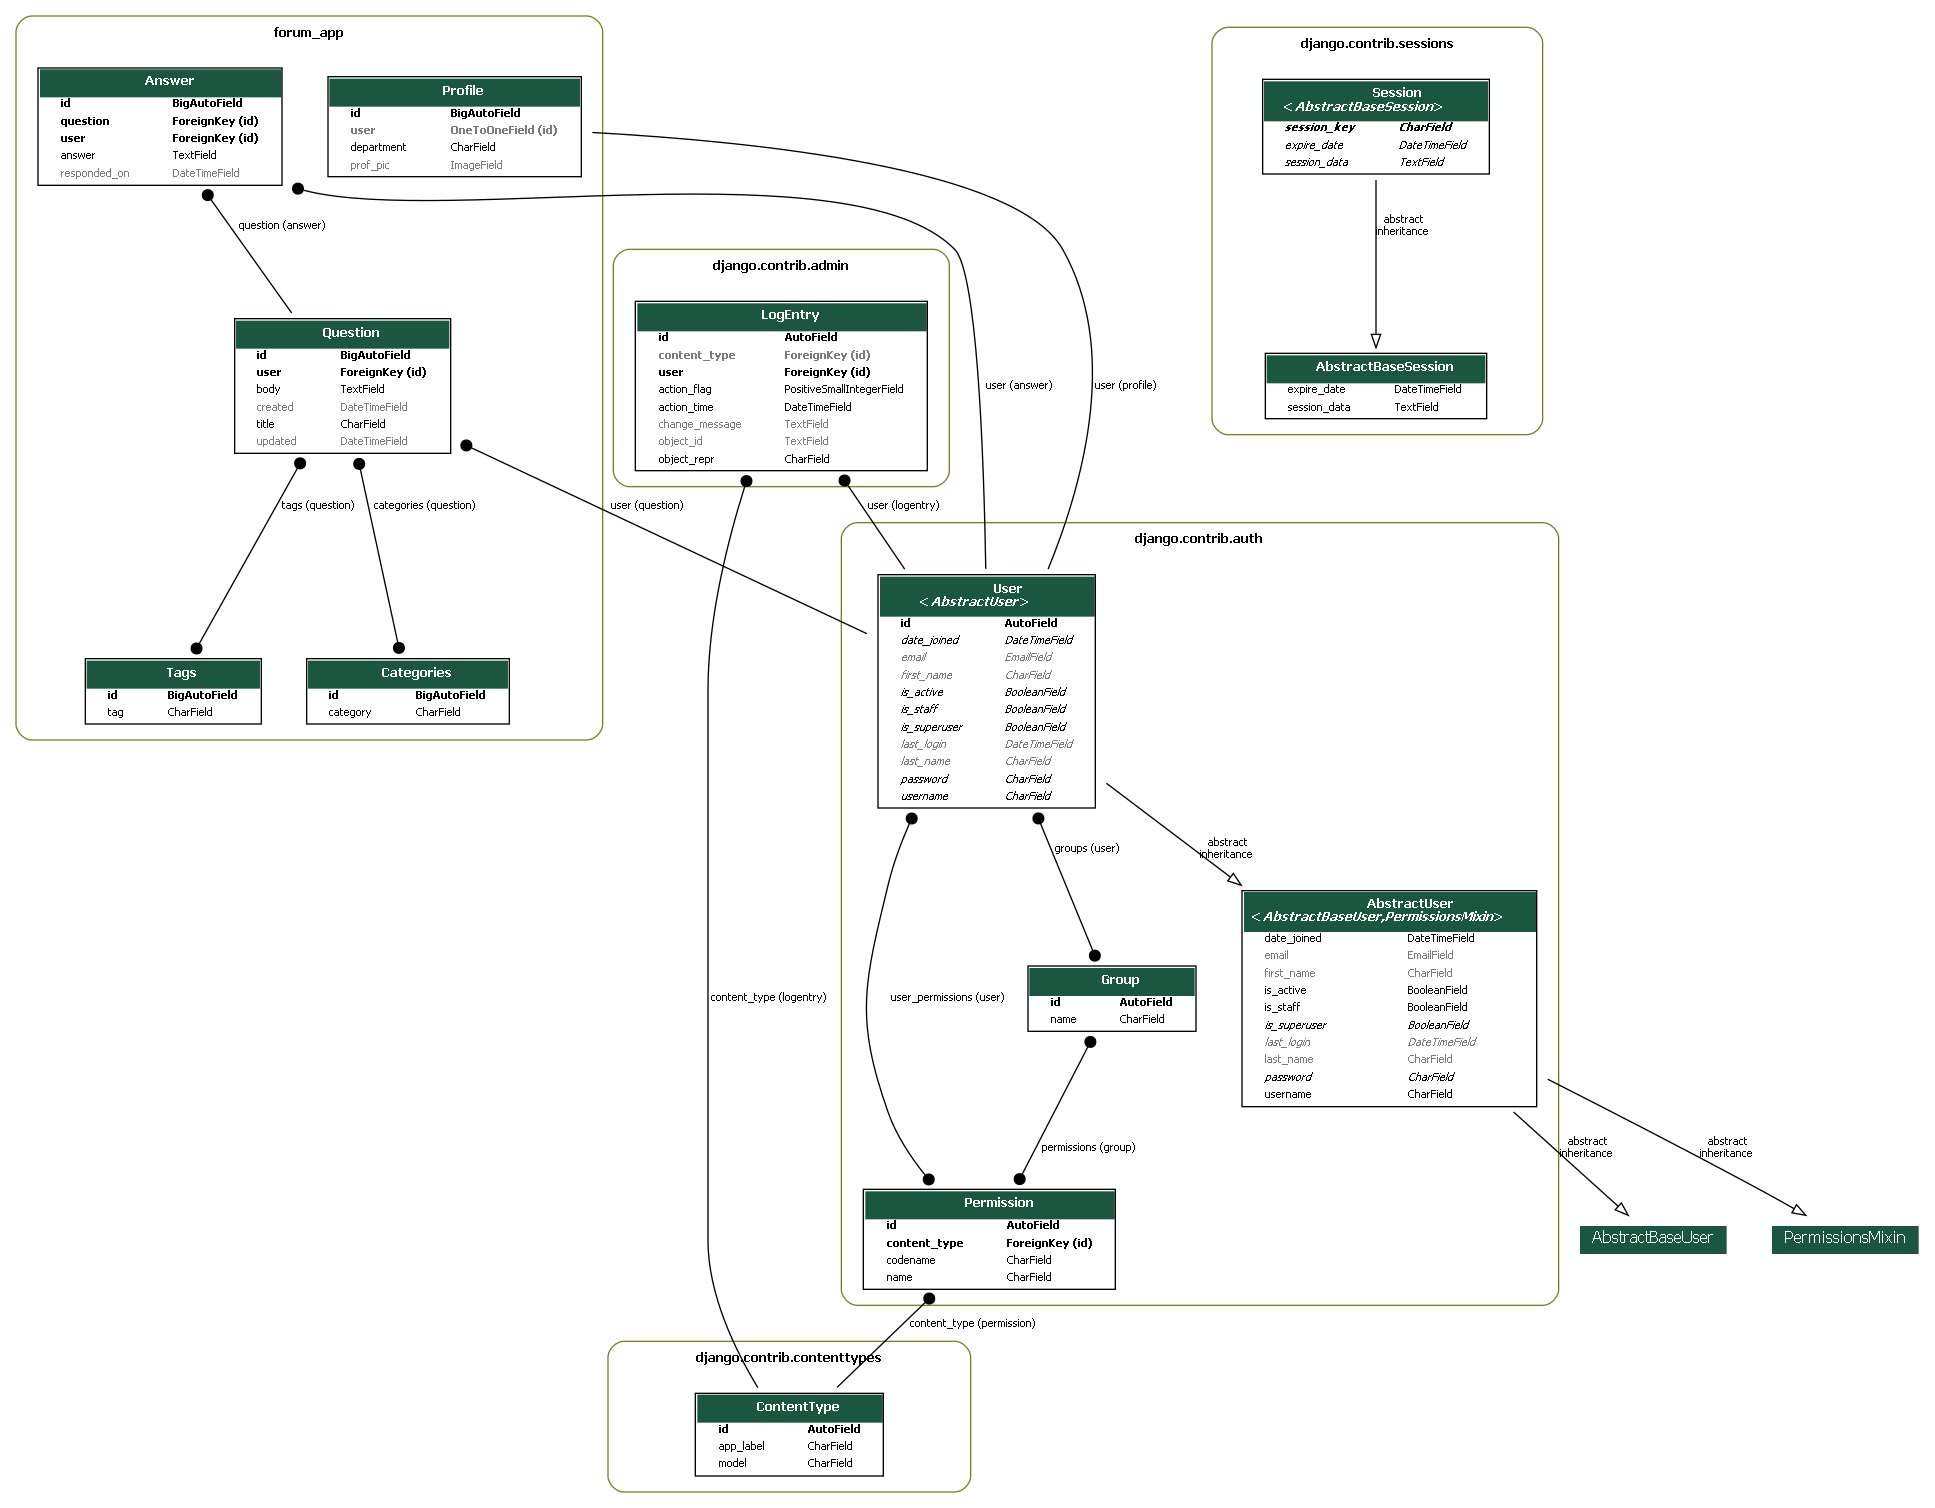 forum_app
Answer
id BigAutoField
question ForeignKey (id)
user ForeignKey (id)
answer TextField
responded_on DateTimeField
Profile
id BigAutoField
user OneToOneField (id)
department CharField
prof_pic ImageField
question (answer)
Question
id BigAutoField
user ForeignKey (id)
body TextField
created DateTimeField
title CharField
updated DateTimeField
tags (question)
categories (question)
user (question)
Tags
id BigAutoField
tag CharField
Categories
id BigAutoField
category CharField
django.contrib.admin
LogEntry
id AutoField
content_type ForeignKey (id)
user ForeignKey (id)
action_flag PositiveSmallIntegerField
action_time DateTimeField
change_message TextField
object_id TextField
object_repr CharField
user (logentry)
user (answer)
user (profile)
django.contrib.sessions
Session
<AbstractBaseSession>
session_key CharField
expire_date DateTimeField
session_data TextField
abstract
inheritance
AbstractBaseSession
expire_date DateTimeField
session_data TextField
django.contrib.auth
User
<AbstractUser>
id AutoField
date_joined DateTimeField
email EmailField
first_name CharField
is_active BooleanField
is_staff BooleanField
is_superuser BooleanField
last_login DateTimeField
last_name CharField
password CharField
username CharField
groups (user)
abstract
inheritance
AbstractUser
<AbstractBaseUser,PermissionsMixin>
date_joined DateTimeField
email EmailField
first_name CharField
is_active BooleanField
is_staff BooleanField
is_superuser BooleanField
last_login DateTimeField
last_name CharField
password CharField
username CharField
content_type (logentry)
user_permissions (user)
Group
id AutoField
name CharField
permissions (group)
abstract
inheritance
abstract
inheritance
Permission
id AutoField
content_type ForeignKey (id)
codename CharField
name CharField
AbstractBaseUser
PermissionsMixin
content_type (permission)
django.contrib.contenttypes
ContentType
id AutoField
app_label CharField
model CharField